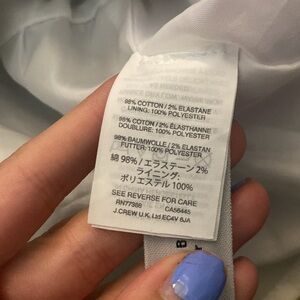 98% COTTON / 2% ELASTANE
LINING: 100% POLYESTER
98% COTON / 2% ÉLASTHANNE
DOUBLURE: 100% POLYESTER
98% BAUMWOLLE / 2% ELASTAN
FUTTER: 100% POLYESTER
綿 98% / エラステーン 2%
ライニング:
ポリエステル 100%
SEE REVERSE FOR CARE
RN77388 CA56445
J.CREW U.K. Ltd EC4V 6JA